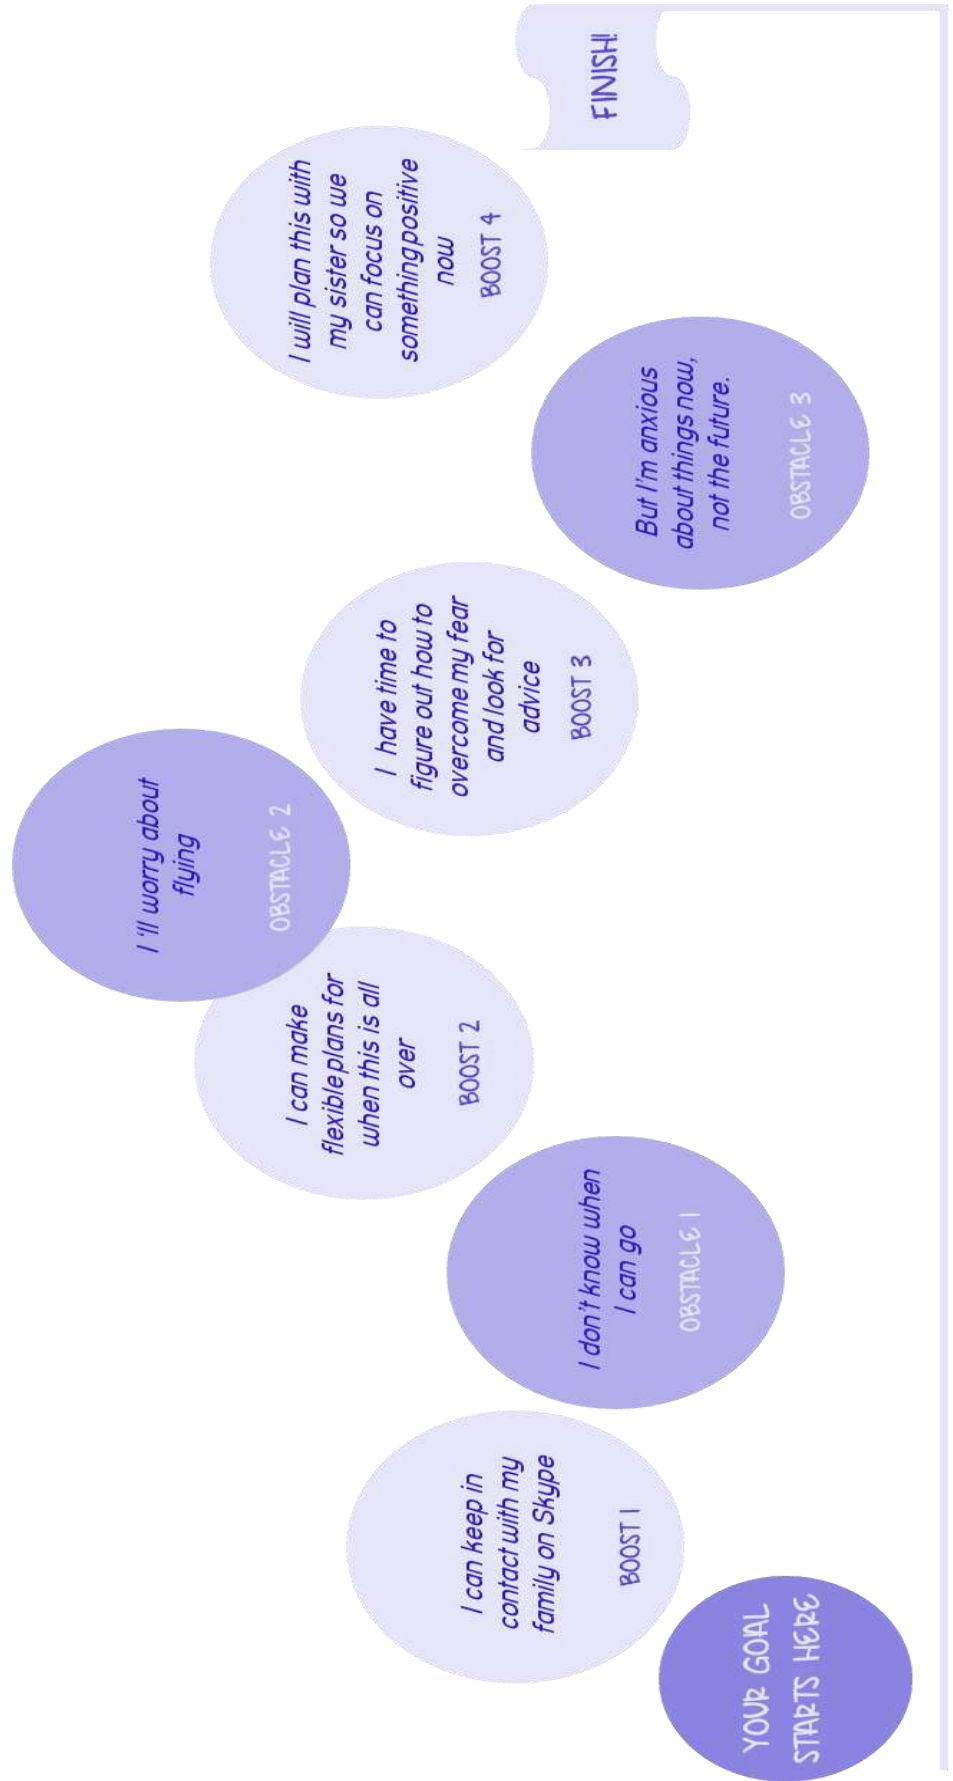 YOUR GOAL
STARTS HERE
I can keep in
contact with my
family on Skype
BOOST 1
I don't know when
I can go
OBSTACLE 1
I can make
flexible plans for
when this is all
over
BOOST 2
I 'll worry about
flying
OBSTACLE 2
I have time to
figure out how to
overcome my fear
and look for
advice
BOOST 3
But I'm anxious
about things now,
not the future.
OBSTACLE 3
I will plan this with
my sister so we
can focus on
something positive
now
BOOST 4
FINISH!